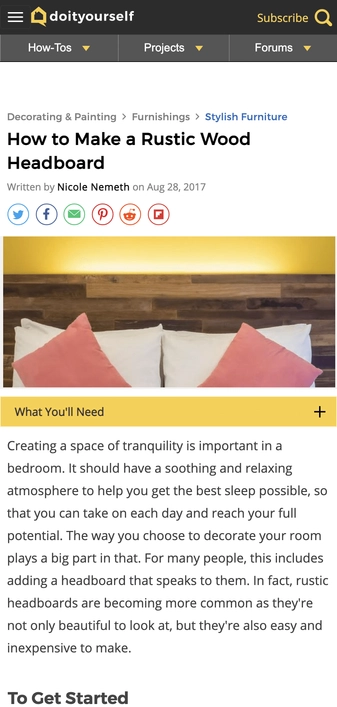 doityourself
Subscribe
How-Tos
Projects
Forums
Decorating & Painting > Furnishings > Stylish Furniture
How to Make a Rustic Wood
Headboard
Written by Nicole Nemeth on Aug 28, 2017
What You'll Need +
Creating a space of tranquility is important in a
bedroom. It should have a soothing and relaxing
atmosphere to help you get the best sleep possible, so
that you can take on each day and reach your full
potential. The way you choose to decorate your room
plays a big part in that. For many people, this includes
adding a headboard that speaks to them. In fact, rustic
headboards are becoming more common as they're
not only beautiful to look at, but they're also easy and
inexpensive to make.
To Get Started